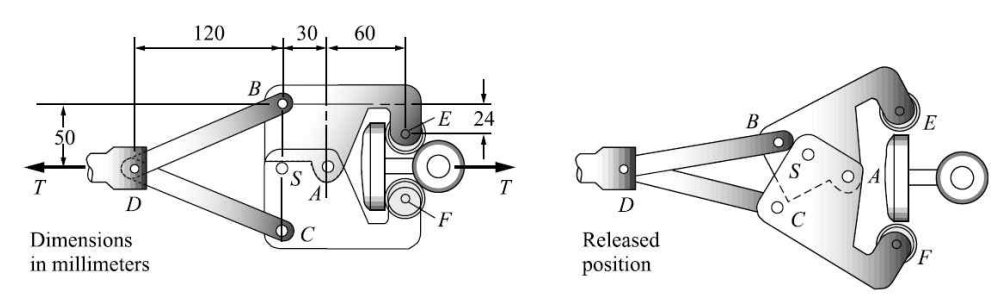 120 30 60
B
E
24
50
S
A
T
T
D
F
C
Dimensions
in millimeters
B
E
S
A
D
C
F
Released
position